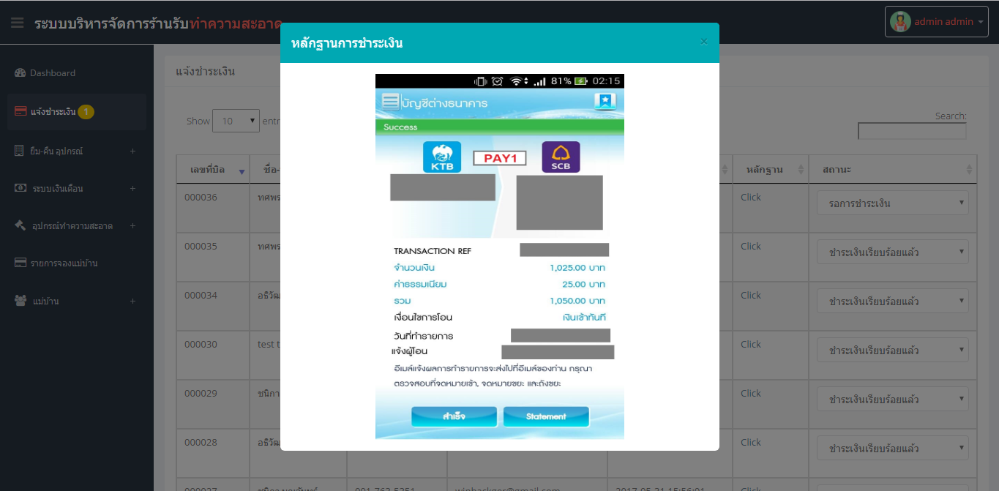 ระบบบริหารจัดการร้านรับทำความสะอาด
admin admin
หลักฐานการชำระเงิน
×
Dashboard
แจ้งชำระเงิน 1
ยืม-คืน อุปกรณ์ +
ระบบเงินเดือน +
อุปกรณ์ทำความสะอาด +
รายการจองแม่บ้าน
แม่บ้าน +
แจ้งชำระเงิน
Show 10 entr
Search:
เลขที่บิล ชื่อ- หลักฐาน สถานะ
000036 ทศพร Click รอการชำระเงิน
000035 ทศพร Click ชำระเงินเรียบร้อยแล้ว
000034 อธิวัฒ Click ชำระเงินเรียบร้อยแล้ว
000030 test t Click ชำระเงินเรียบร้อยแล้ว
000029 ชนิกา Click ชำระเงินเรียบร้อยแล้ว
000028 อธิวัฒ Click ชำระเงินเรียบร้อยแล้ว
81% 02:15
บัญชีต่างธนาคาร
Success
KTB PAY1 SCB
TRANSACTION REF
จำนวนเงิน 1,025.00 บาท
ค่าธรรมเนียม 25.00 บาท
รวม 1,050.00 บาท
เงื่อนไขการโอน เงินเข้าทันที
วันที่ทำรายการ
แจ้งผู้โอน
อีเมล์แจ้งผลการทำรายการจะส่งไปที่อีเมล์ของท่าน กรุณา
ตรวจสอบที่จดหมายเข้า, จดหมายขยะ และถังขยะ
สำเร็จ Statement